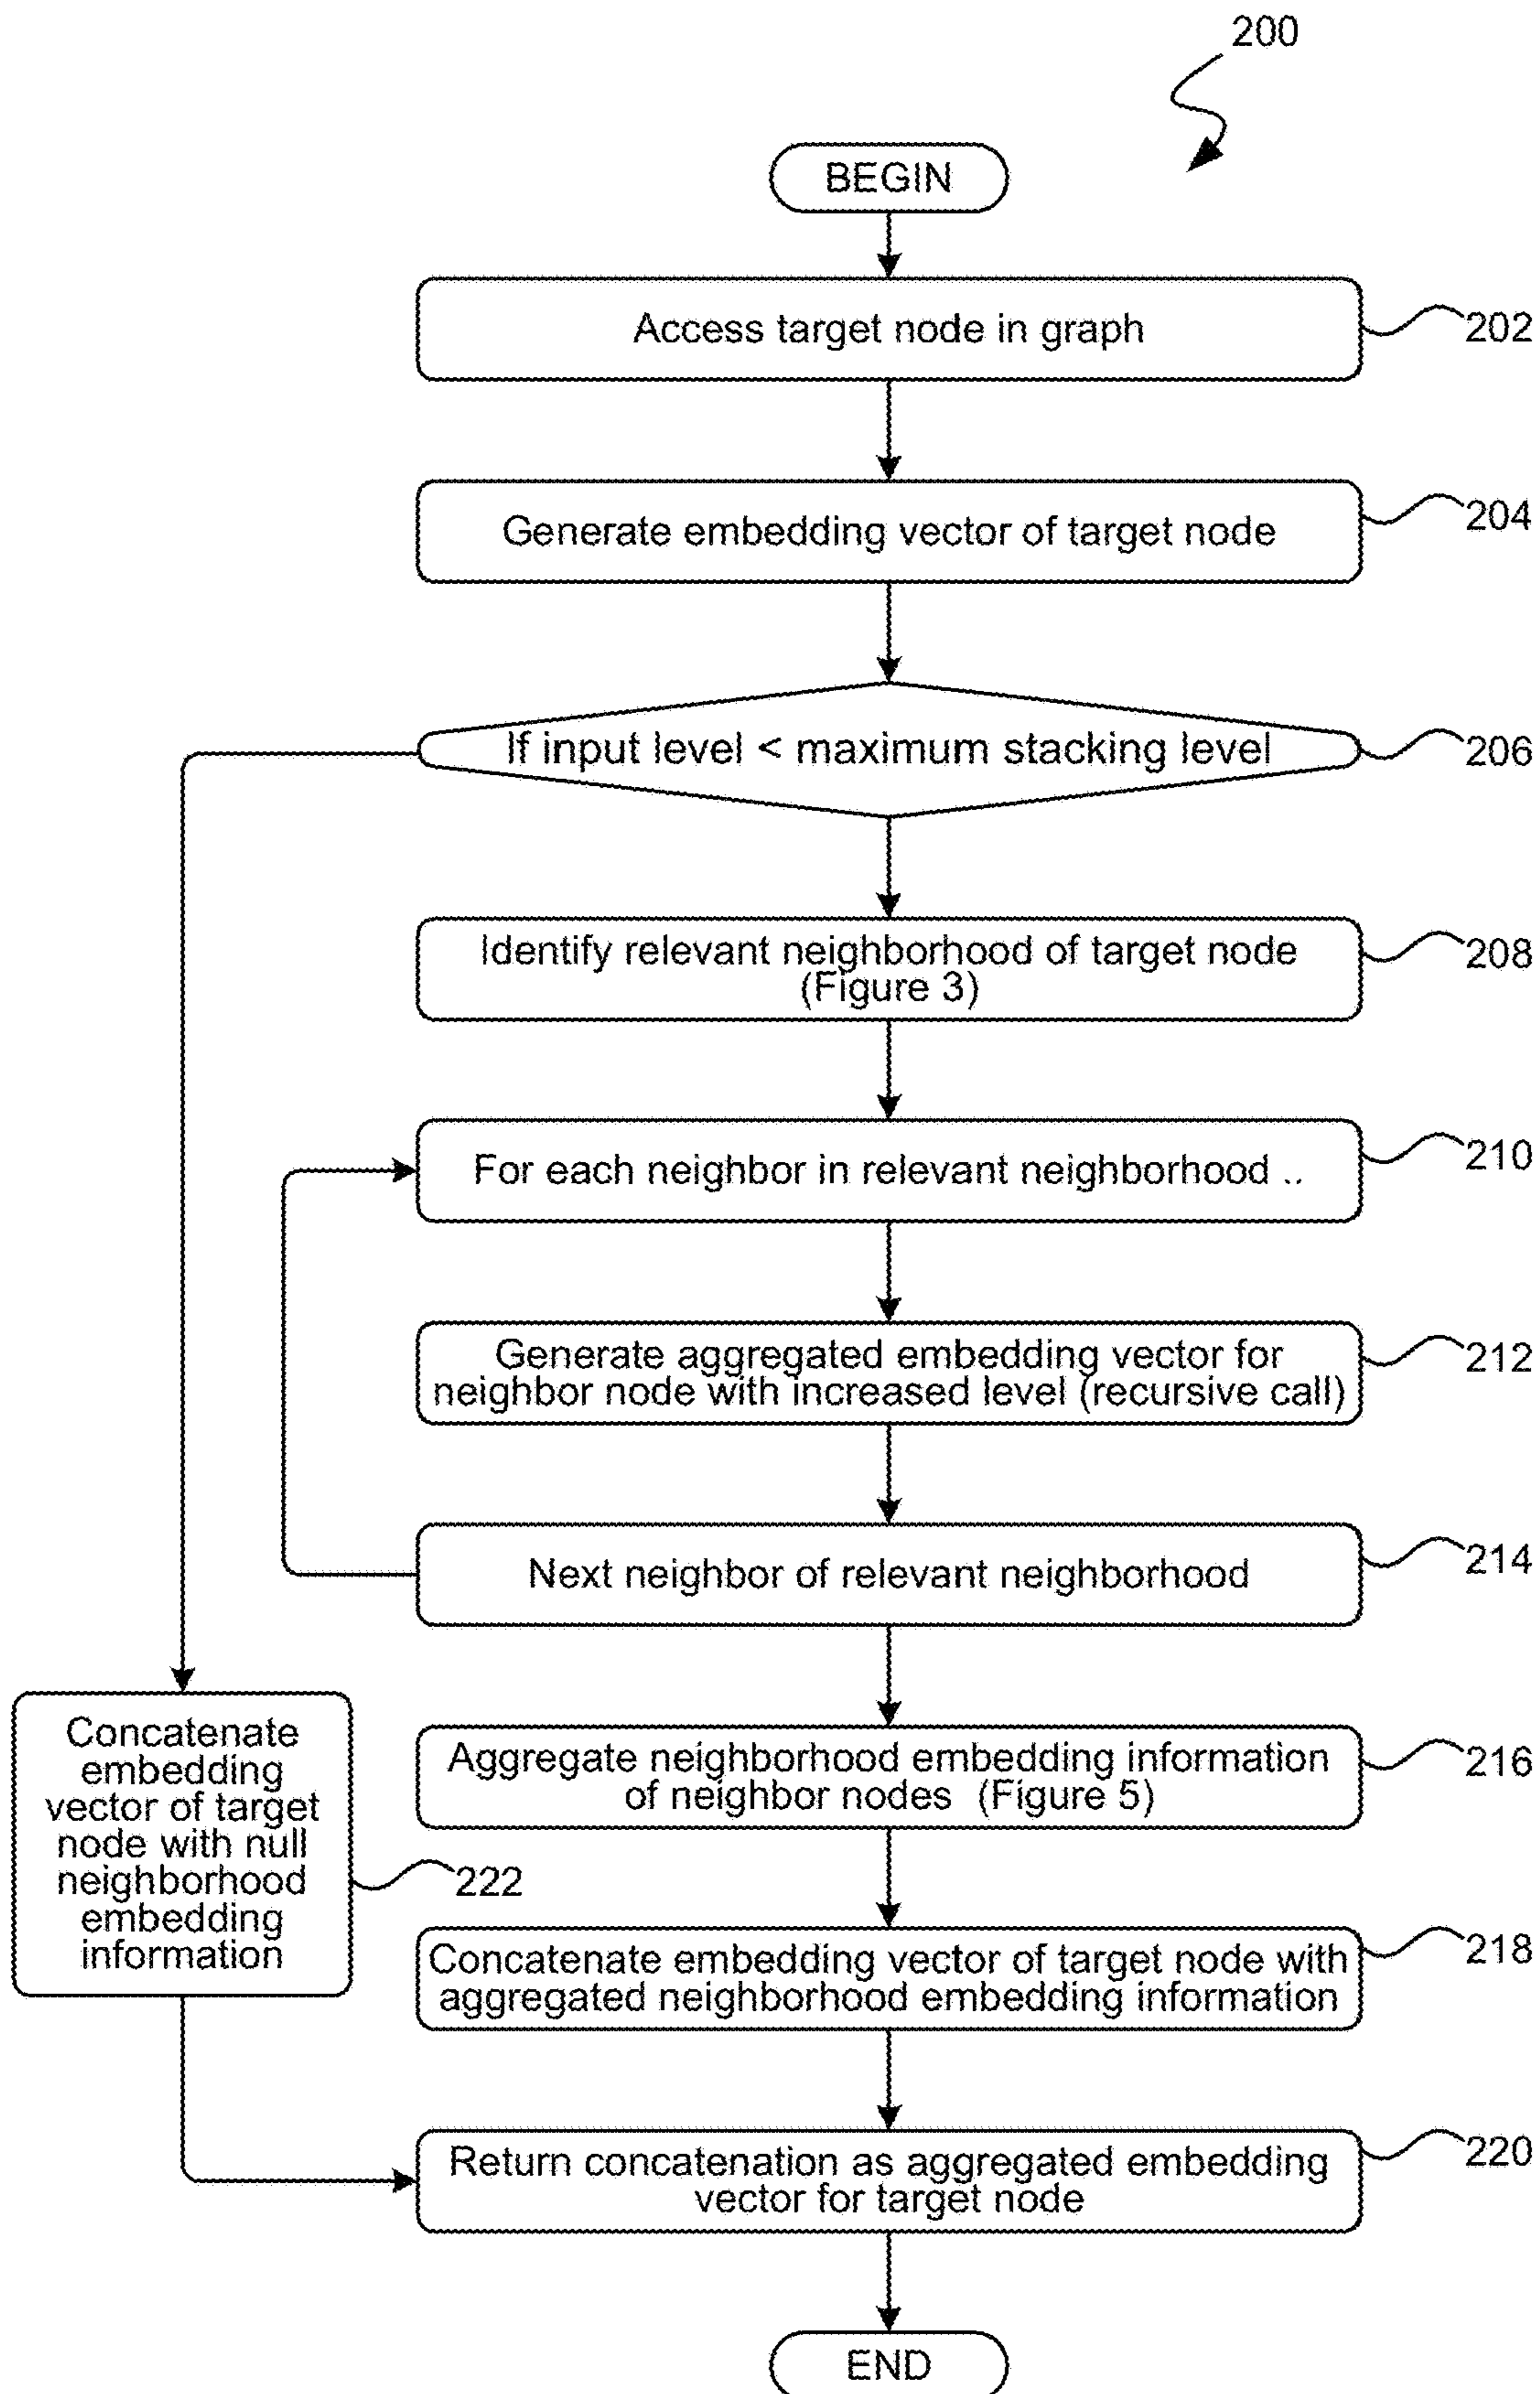 200
BEGIN
Access target node in graph
202
Generate embedding vector of target node
204
If input level < maximum stacking level
206
Identify relevant neighborhood of target node
(Figure 3)
208
For each neighbor in relevant neighborhood ..
210
Generate aggregated embedding vector for
neighbor node with increased level (recursive call)
212
Next neighbor of relevant neighborhood
214
Concatenate
embedding
vector of target
node with null
neighborhood
embedding
information
222
Aggregate neighborhood embedding information
of neighbor nodes (Figure 5)
216
Concatenate embedding vector of target node with
aggregated neighborhood embedding information
218
Return concatenation as aggregated embedding
vector for target node
220
END